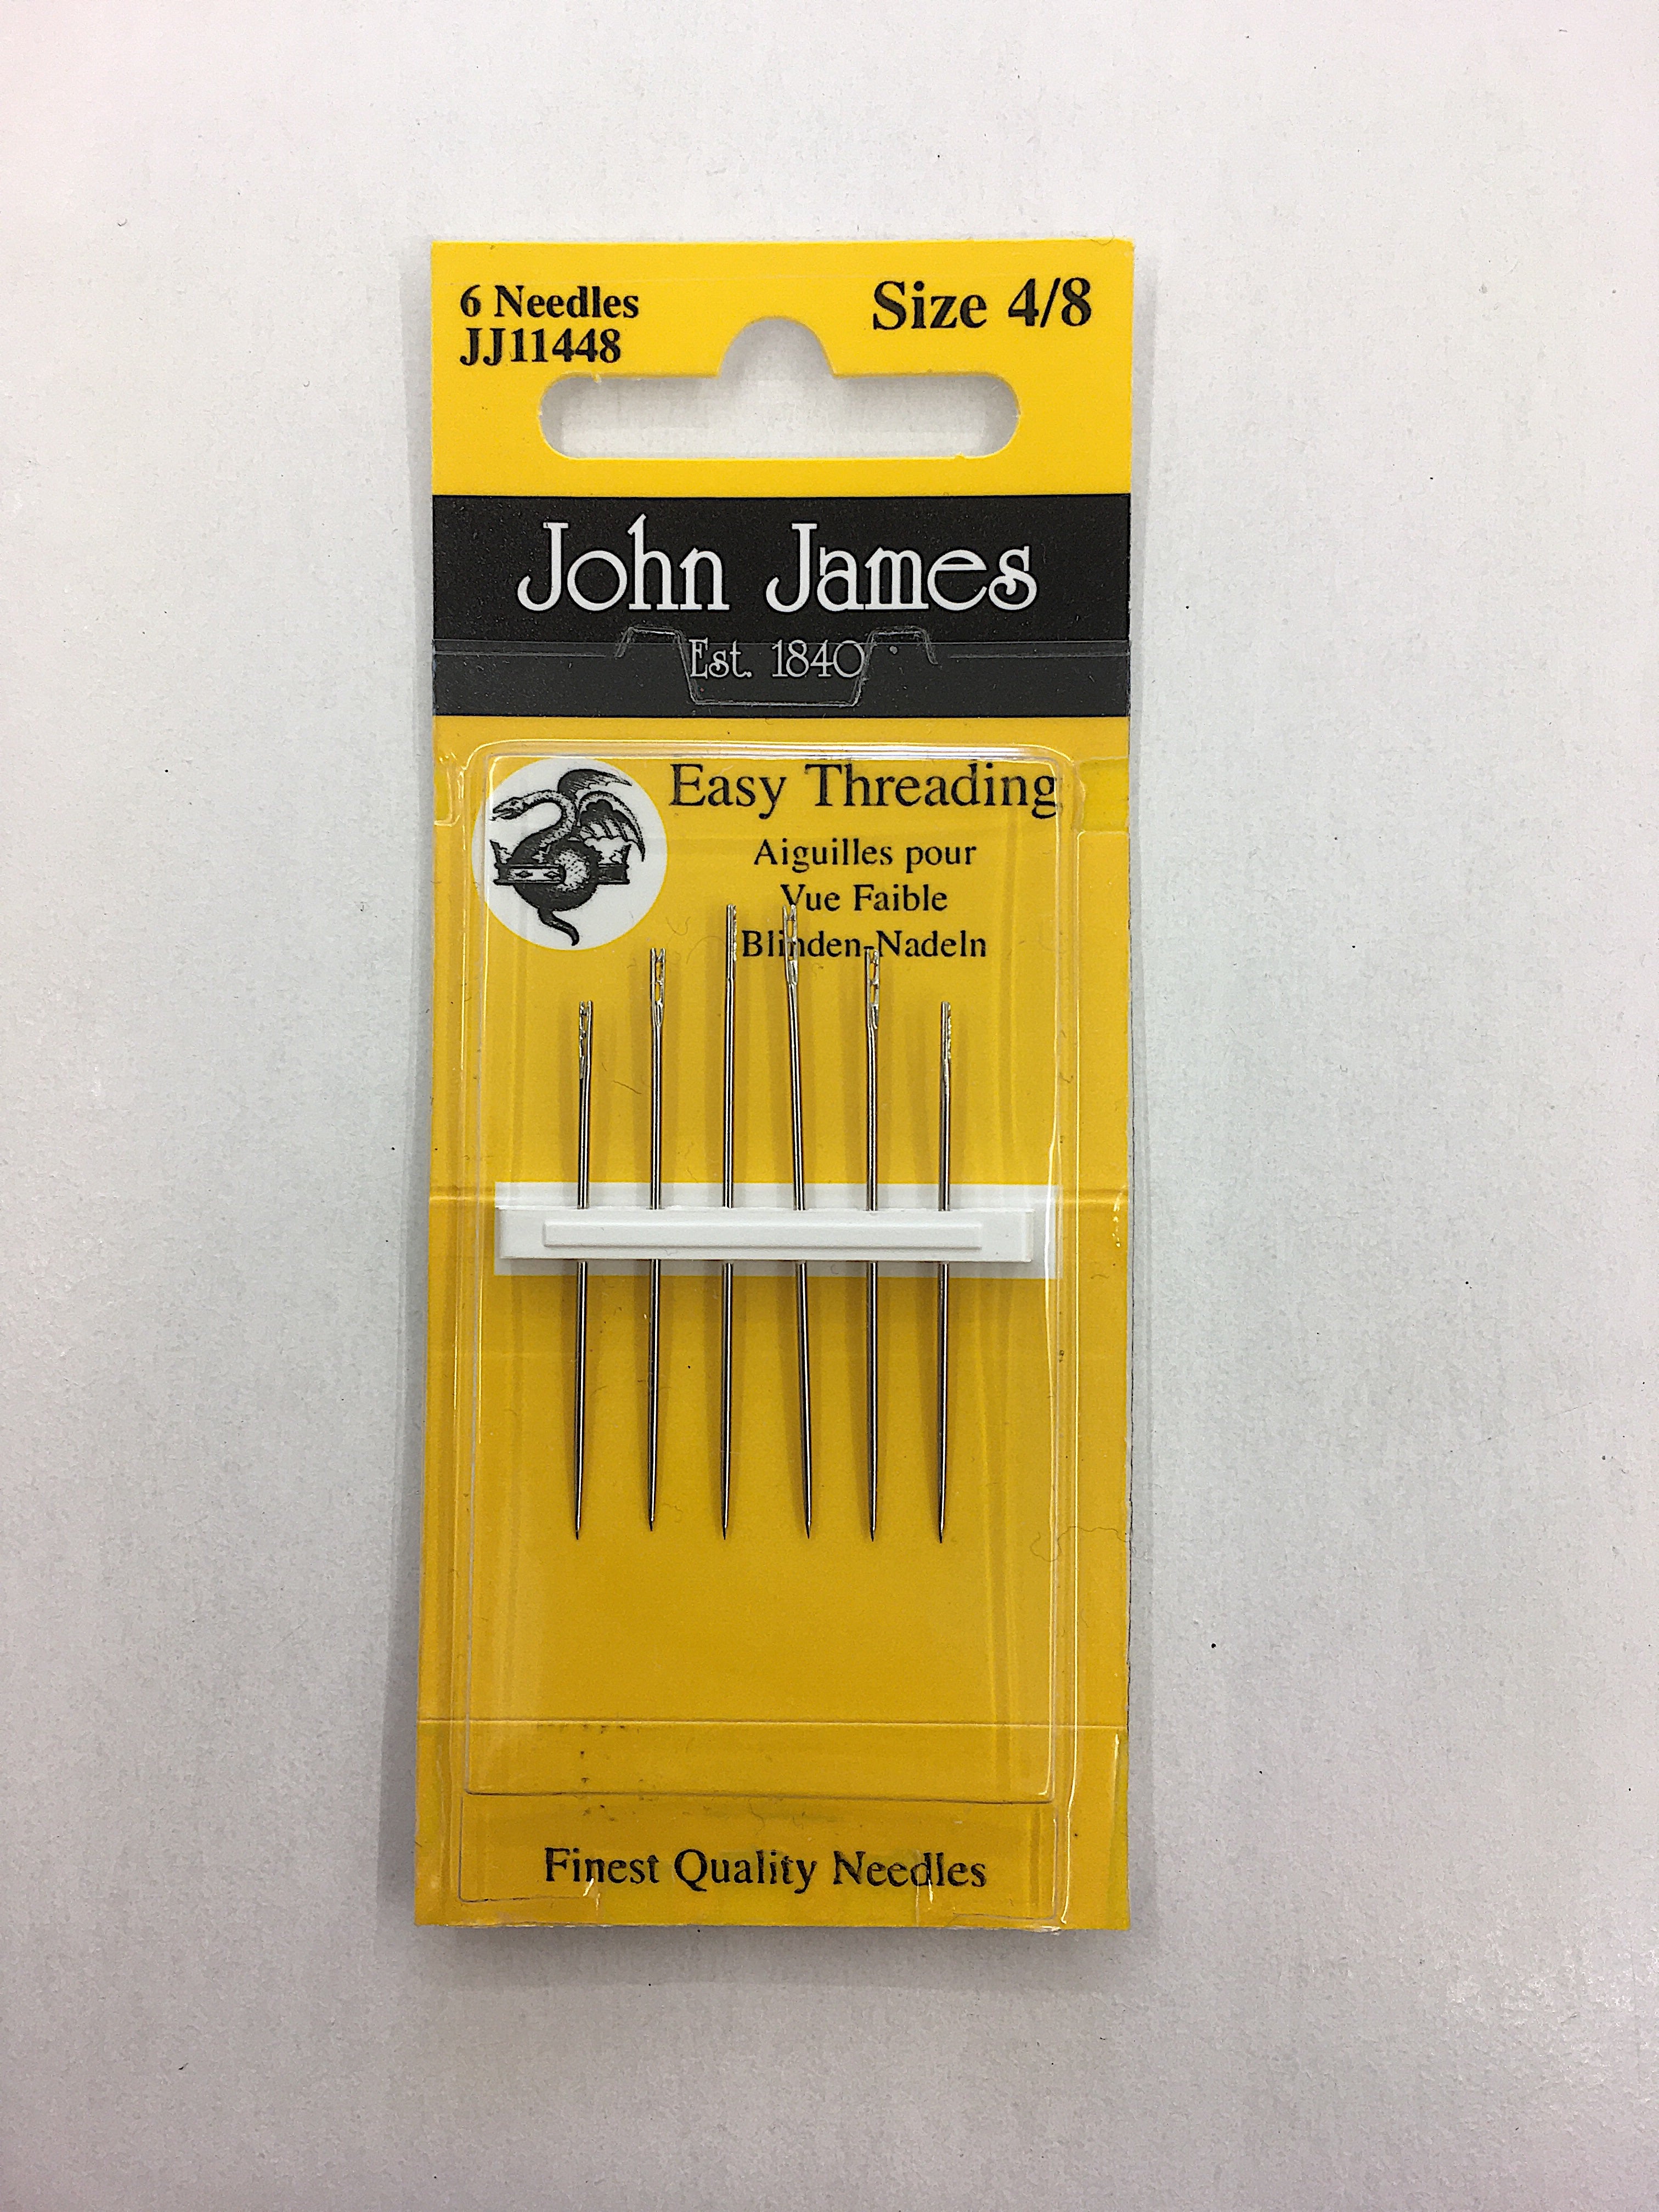 6 Needles
JJ11448
Size 4/8
John James
Est. 1840
Easy Threading
Aiguilles pour
Vue Faible
Blinden-Nadeln
Finest Quality Needles